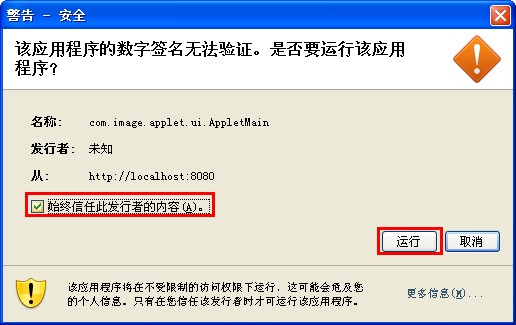 警告 - 安全
该应用程序的数字签名无法验证。是否要运行该应用
程序?
名称: com.image.applet.ui.AppletMain
发行者: 未知
从: http://localhost:8080
始终信任此发行者的内容(A)。
运行 取消
该应用程序将在不受限制的访问权限下运行，这可能会危及您
的个人信息。只有在您信任该发行者时才可运行该应用程序。
更多信息(M)...